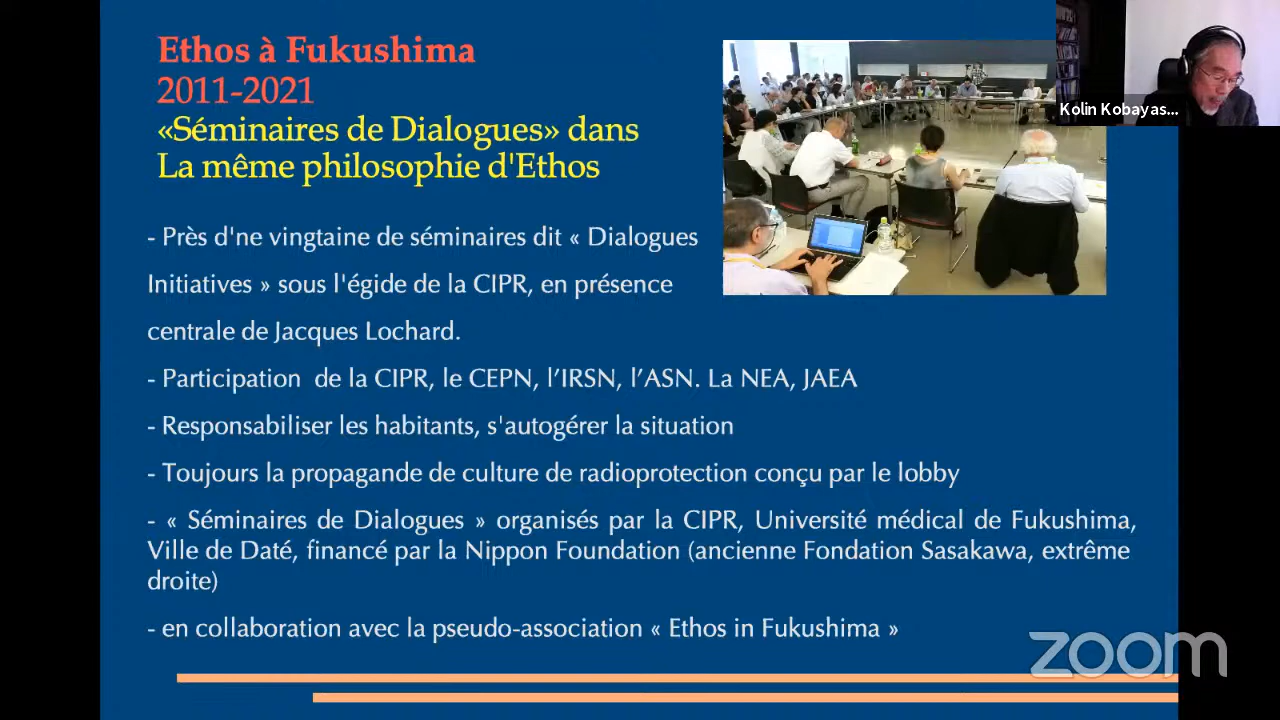 Ethos à Fukushima
2011-2021
«Séminaires de Dialogues» dans
La même philosophie d'Ethos
- Près d'ne vingtaine de séminaires dit « Dialogues
Initiatives » sous l'égide de la CIPR, en présence
centrale de Jacques Lochard.
- Participation de la CIPR, le CEPN, l’IRSN, l’ASN. La NEA, JAEA
- Responsabiliser les habitants, s'autogérer la situation
- Toujours la propagande de culture de radioprotection conçu par le lobby
- « Séminaires de Dialogues » organisés par la CIPR, Université médical de Fukushima,
Ville de Daté, financé par la Nippon Foundation (ancienne Fondation Sasakawa, extrême
droite)
- en collaboration avec la pseudo-association « Ethos in Fukushima »
Kolin Kobayas...
zoom